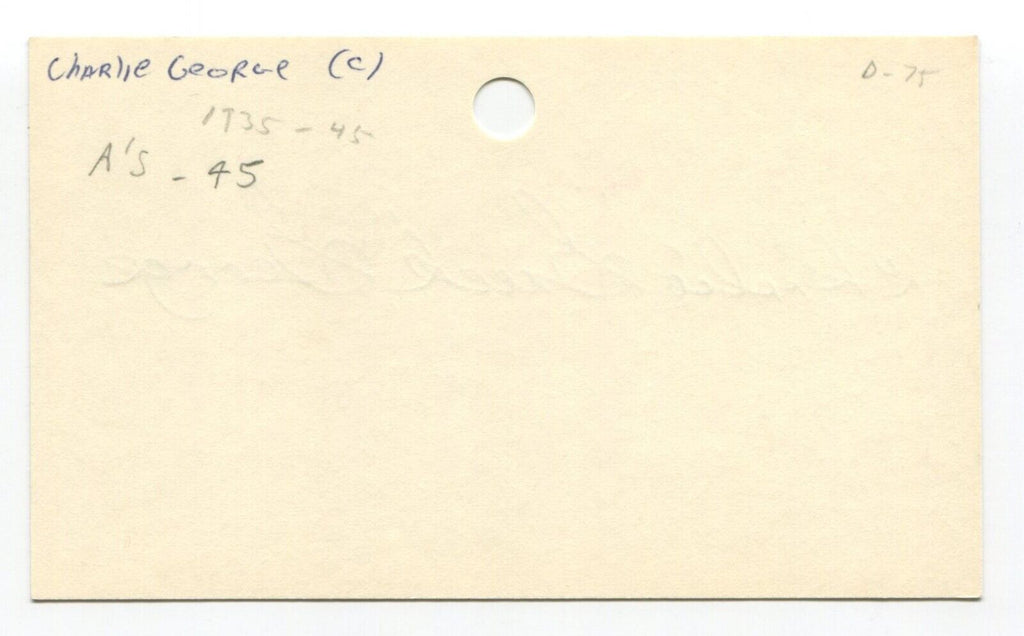 Charlie George (C)
D-75
1935-45
A's - 45